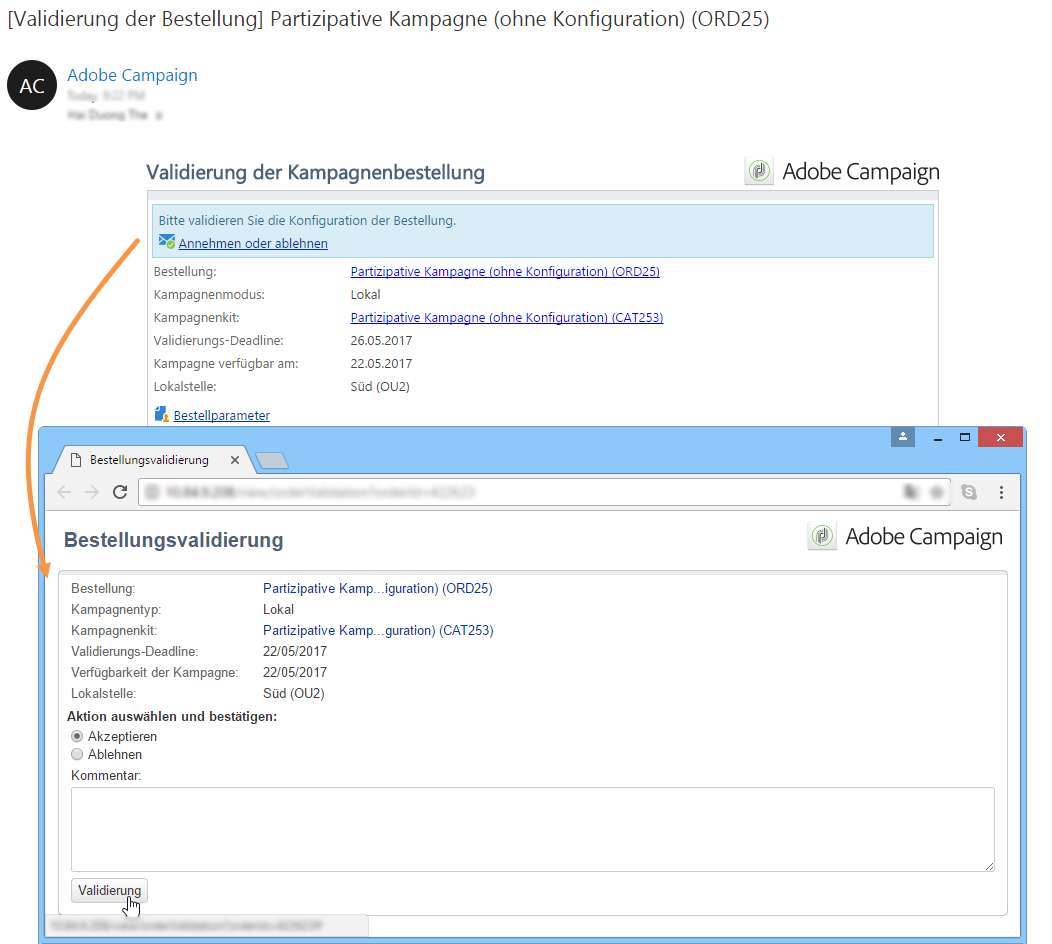 [Validierung der Bestellung] Partizipative Kampagne (ohne Konfiguration) (ORD25)
AC
Adobe Campaign
Validierung der Kampagnenbestellung
Adobe Campaign
Bitte validieren Sie die Konfiguration der Bestellung.
Annehmen oder ablehnen
Bestellung: Partizipative Kampagne (ohne Konfiguration) (ORD25)
Kampagnenmodus: Lokal
Kampagnenkit: Partizipative Kampagne (ohne Konfiguration) (CAT253)
Validierungs-Deadline: 26.05.2017
Kampagne verfügbar am: 22.05.2017
Lokalstelle: Süd (OU2)
Bestellparameter
Bestellungsvalidierung
Bestellungsvalidierung
Adobe Campaign
Bestellung: Partizipative Kamp...iguration) (ORD25)
Kampagnentyp: Lokal
Kampagnenkit: Partizipative Kamp...guration) (CAT253)
Validierungs-Deadline: 22/05/2017
Verfügbarkeit der Kampagne: 22/05/2017
Lokalstelle: Süd (OU2)
Aktion auswählen und bestätigen:
Akzeptieren
Ablehnen
Kommentar:
Validierung